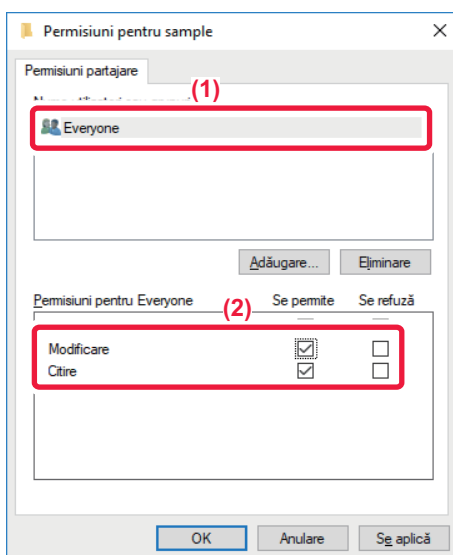 Permisiuni pentru sample
Permisiuni partajare
(1)
Everyone
Adăugare... Eliminare
Permisiuni pentru Everyone (2) Se permite Se refuză
Modificare
Citire
OK Anulare Se aplică